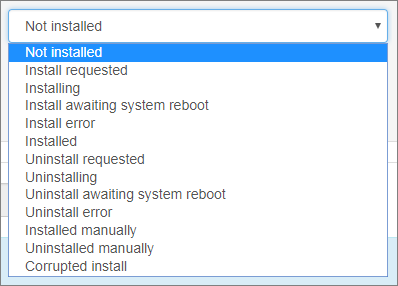 Not installed
Not installed
Install requested
Installing
Install awaiting system reboot
Install error
Installed
Uninstall requested
Uninstalling
Uninstall awaiting system reboot
Uninstall error
Installed manually
Uninstalled manually
Corrupted install